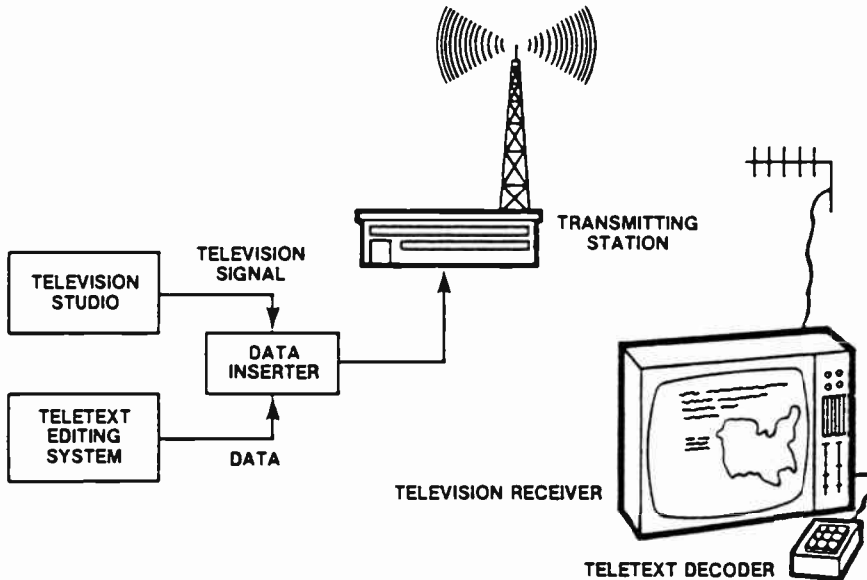 TRANSMITTING
STATION
TELEVISION
SIGNAL
TELEVISION
STUDIO
DATA
INSERTER
TELETEXT
EDITING
SYSTEM
DATA
TELEVISION RECEIVER
TELETEXT DECODER